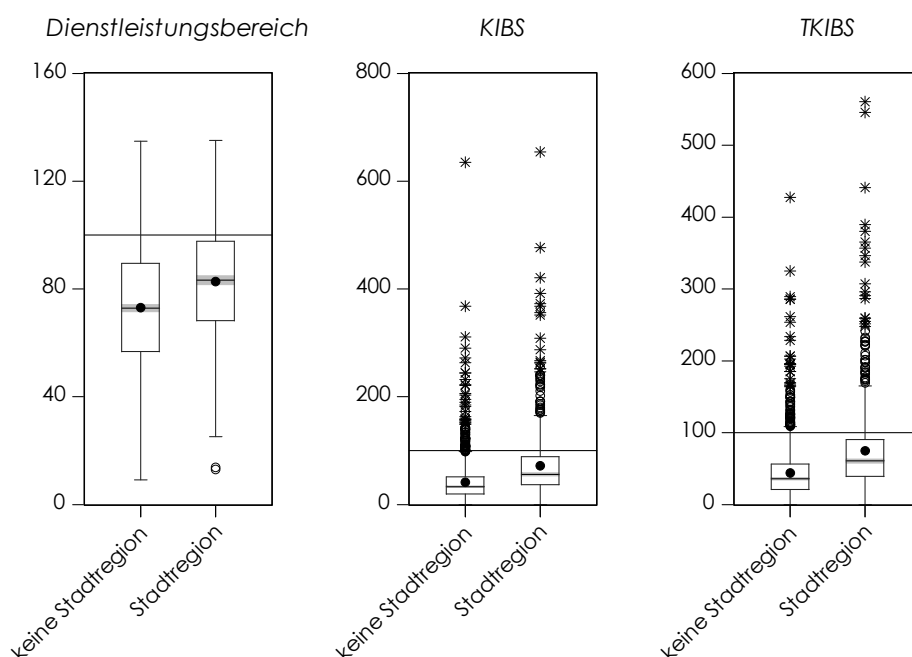 Dienstleistungsbereich
KIBS
TKIBS
160
120
80
40
0
800
600
400
200
0
600
500
400
300
200
100
0
keine Stadtregion
Stadtregion
keine Stadtregion
Stadtregion
keine Stadtregion
Stadtregion